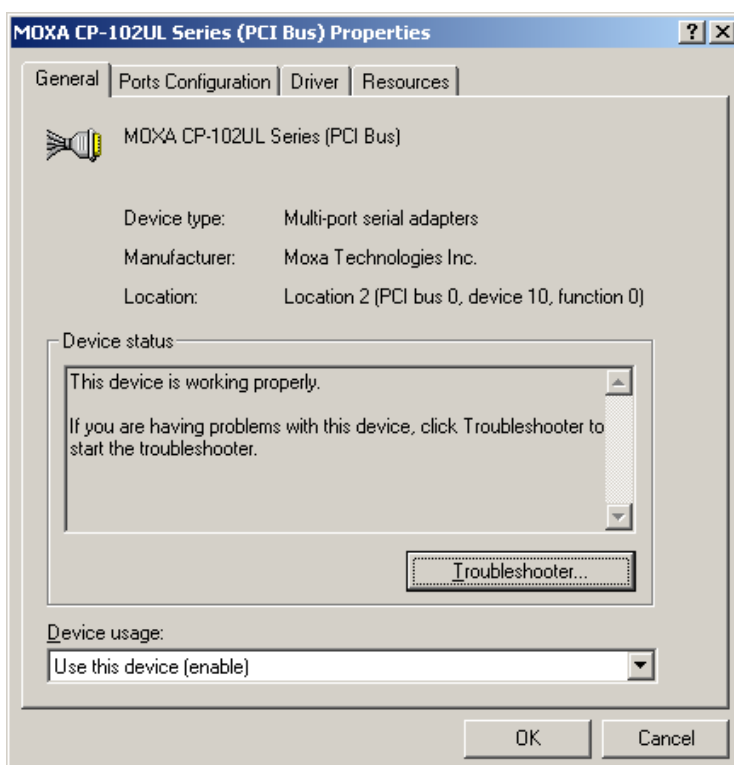 MOXA CP-102UL Series (PCI Bus) Properties
General Ports Configuration Driver Resources
MOXA CP-102UL Series (PCI Bus)
Device type: Multi-port serial adapters
Manufacturer: Moxa Technologies Inc.
Location: Location 2 (PCI bus 0, device 10, function 0)
Device status
This device is working properly.
If you are having problems with this device, click Troubleshooter to
start the troubleshooter.
Troubleshooter...
Device usage:
Use this device (enable)
OK Cancel